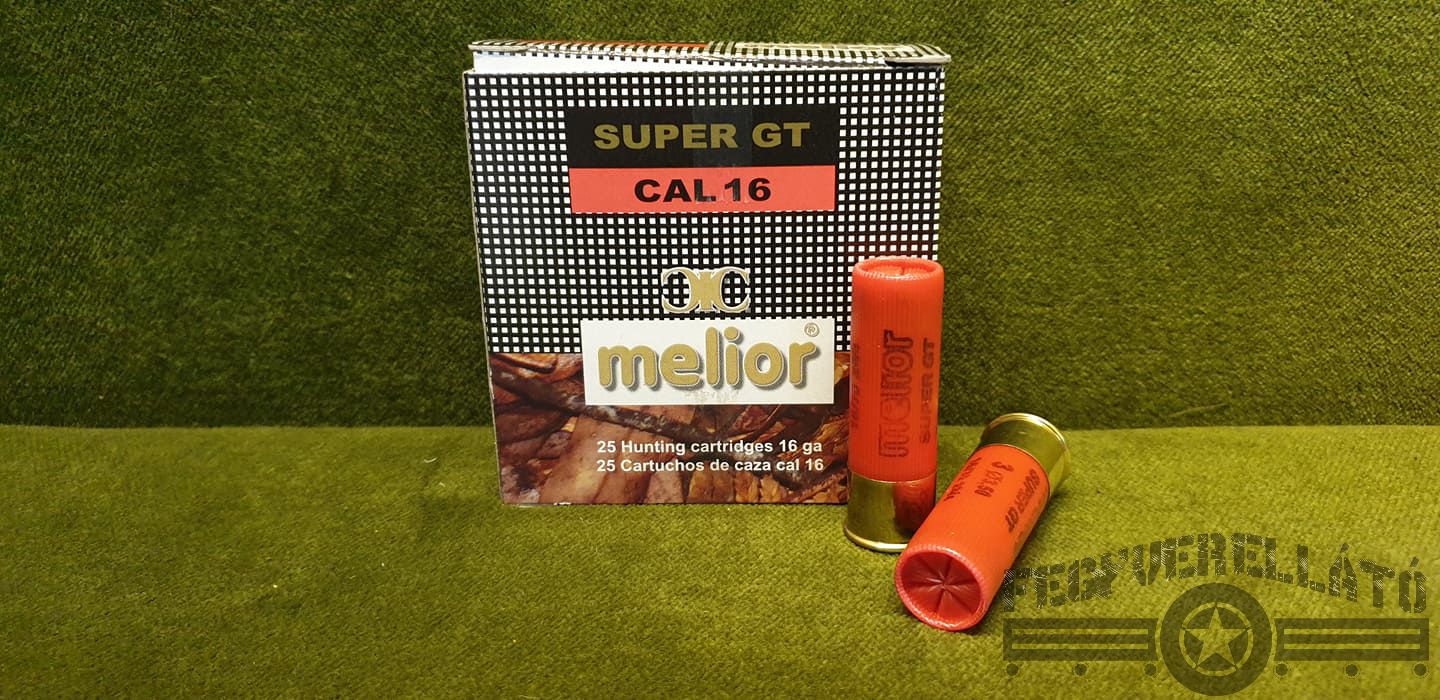 SUPER GT
CAL 16
melior®
25 Hunting cartridges 16 ga
25 Cartuchos de caza cal 16
melior
SUPER GT
SUPER GT
FEGYVERELLÁTÓ